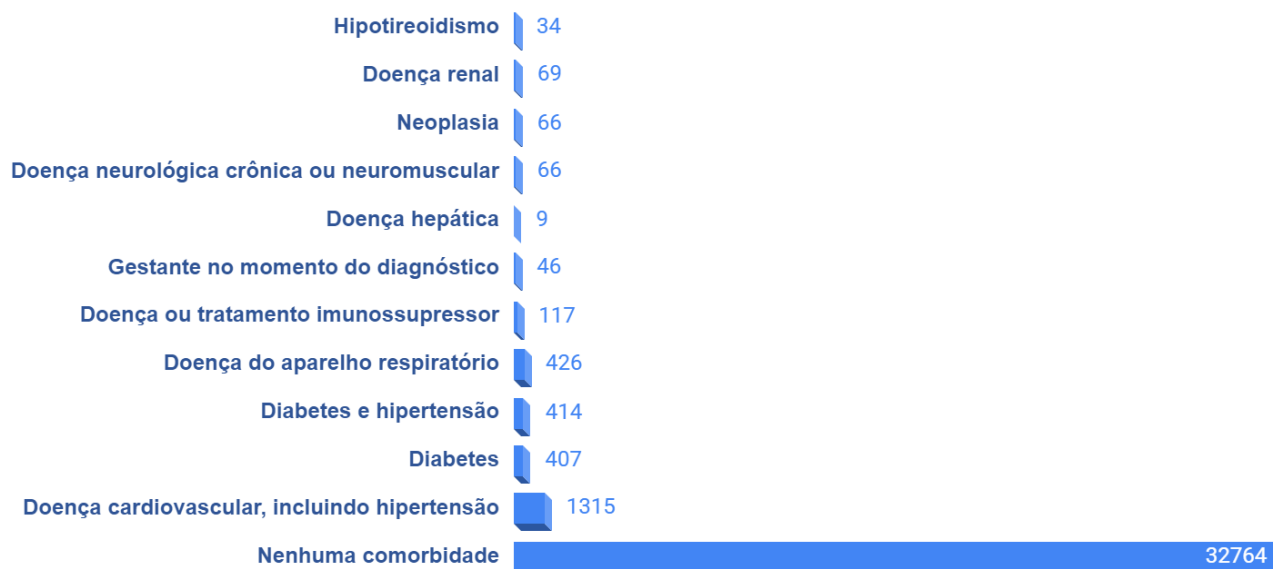 Hipotireoidismo 34
Doença renal 69
Neoplasia 66
Doença neurológica crônica ou neuromuscular 66
Doença hepática 9
Gestante no momento do diagnóstico 46
Doença ou tratamento imunossupressor 117
Doença do aparelho respiratório 426
Diabetes e hipertensão 414
Diabetes 407
Doença cardiovascular, incluindo hipertensão 1315
Nenhuma comorbidade 32764